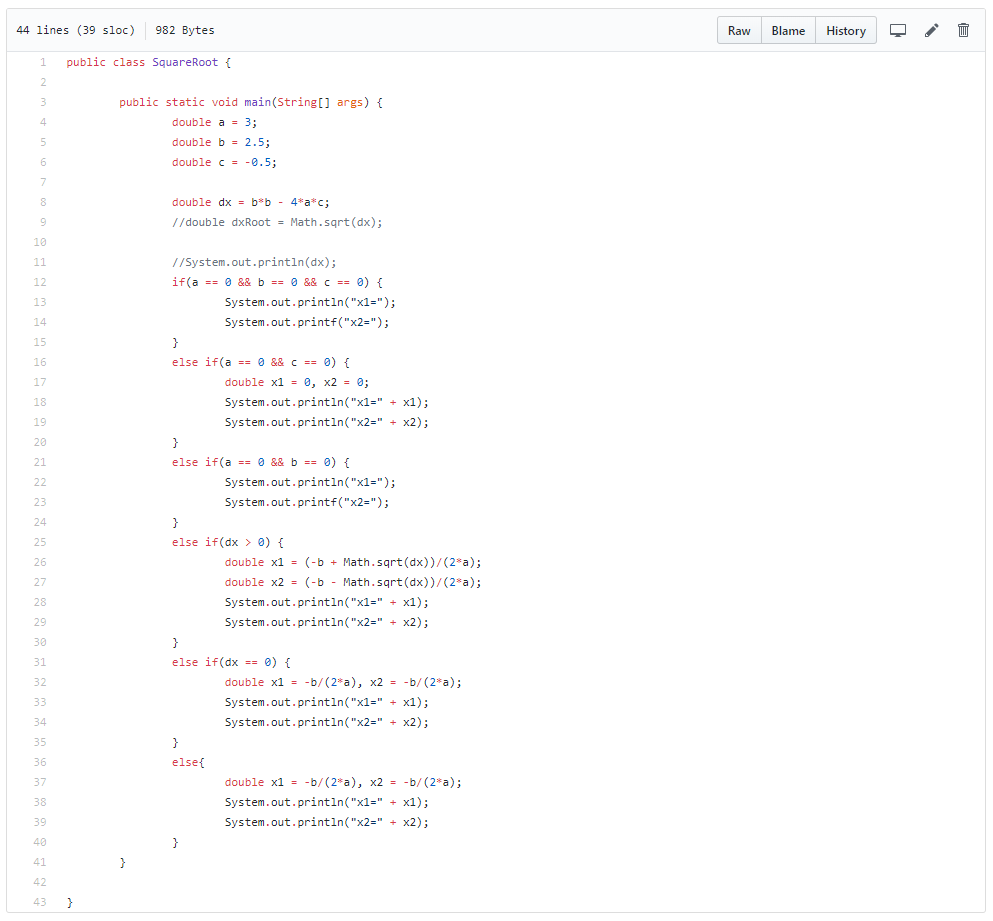 44 lines (39 sloc) 982 Bytes Raw Blame History
1 public class SquareRoot {
2
3 public static void main(String[] args) {
4 double a = 3;
5 double b = 2.5;
6 double c = -0.5;
7
8 double dx = b*b - 4*a*c;
9 //double dxRoot = Math.sqrt(dx);
10
11 //System.out.println(dx);
12 if(a == 0 && b == 0 && c == 0) {
13 System.out.println("x1=");
14 System.out.printf("x2=");
15 }
16 else if(a == 0 && c == 0) {
17 double x1 = 0, x2 = 0;
18 System.out.println("x1=" + x1);
19 System.out.println("x2=" + x2);
20 }
21 else if(a == 0 && b == 0) {
22 System.out.println("x1=");
23 System.out.printf("x2=");
24 }
25 else if(dx > 0) {
26 double x1 = (-b + Math.sqrt(dx))/(2*a);
27 double x2 = (-b - Math.sqrt(dx))/(2*a);
28 System.out.println("x1=" + x1);
29 System.out.println("x2=" + x2);
30 }
31 else if(dx == 0) {
32 double x1 = -b/(2*a), x2 = -b/(2*a);
33 System.out.println("x1=" + x1);
34 System.out.println("x2=" + x2);
35 }
36 else{
37 double x1 = -b/(2*a), x2 = -b/(2*a);
38 System.out.println("x1=" + x1);
39 System.out.println("x2=" + x2);
40 }
41 }
42
43 }